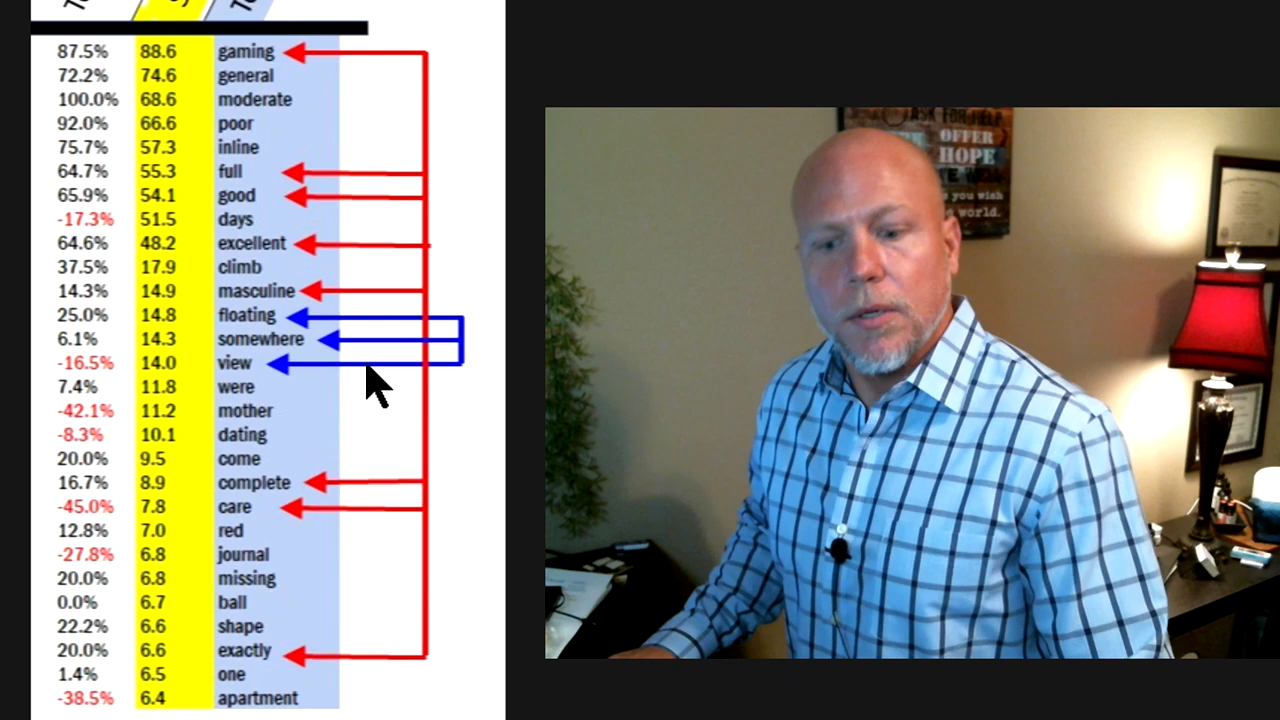 87.5% 88.6 gaming
72.2% 74.6 general
100.0% 68.6 moderate
92.0% 66.6 poor
75.7% 57.3 inline
64.7% 55.3 full
65.9% 54.1 good
-17.3% 51.5 days
64.6% 48.2 excellent
37.5% 17.9 climb
14.3% 14.9 masculine
25.0% 14.8 floating
6.1% 14.3 somewhere
-16.5% 14.0 view
7.4% 11.8 were
-42.1% 11.2 mother
-8.3% 10.1 dating
20.0% 9.5 come
16.7% 8.9 complete
-45.0% 7.8 care
12.8% 7.0 red
-27.8% 6.8 journal
20.0% 6.8 missing
0.0% 6.7 ball
22.2% 6.6 shape
20.0% 6.6 exactly
1.4% 6.5 one
-38.5% 6.4 apartment
ASK FOR HELP
OFFER
HOPE
you wish
world.